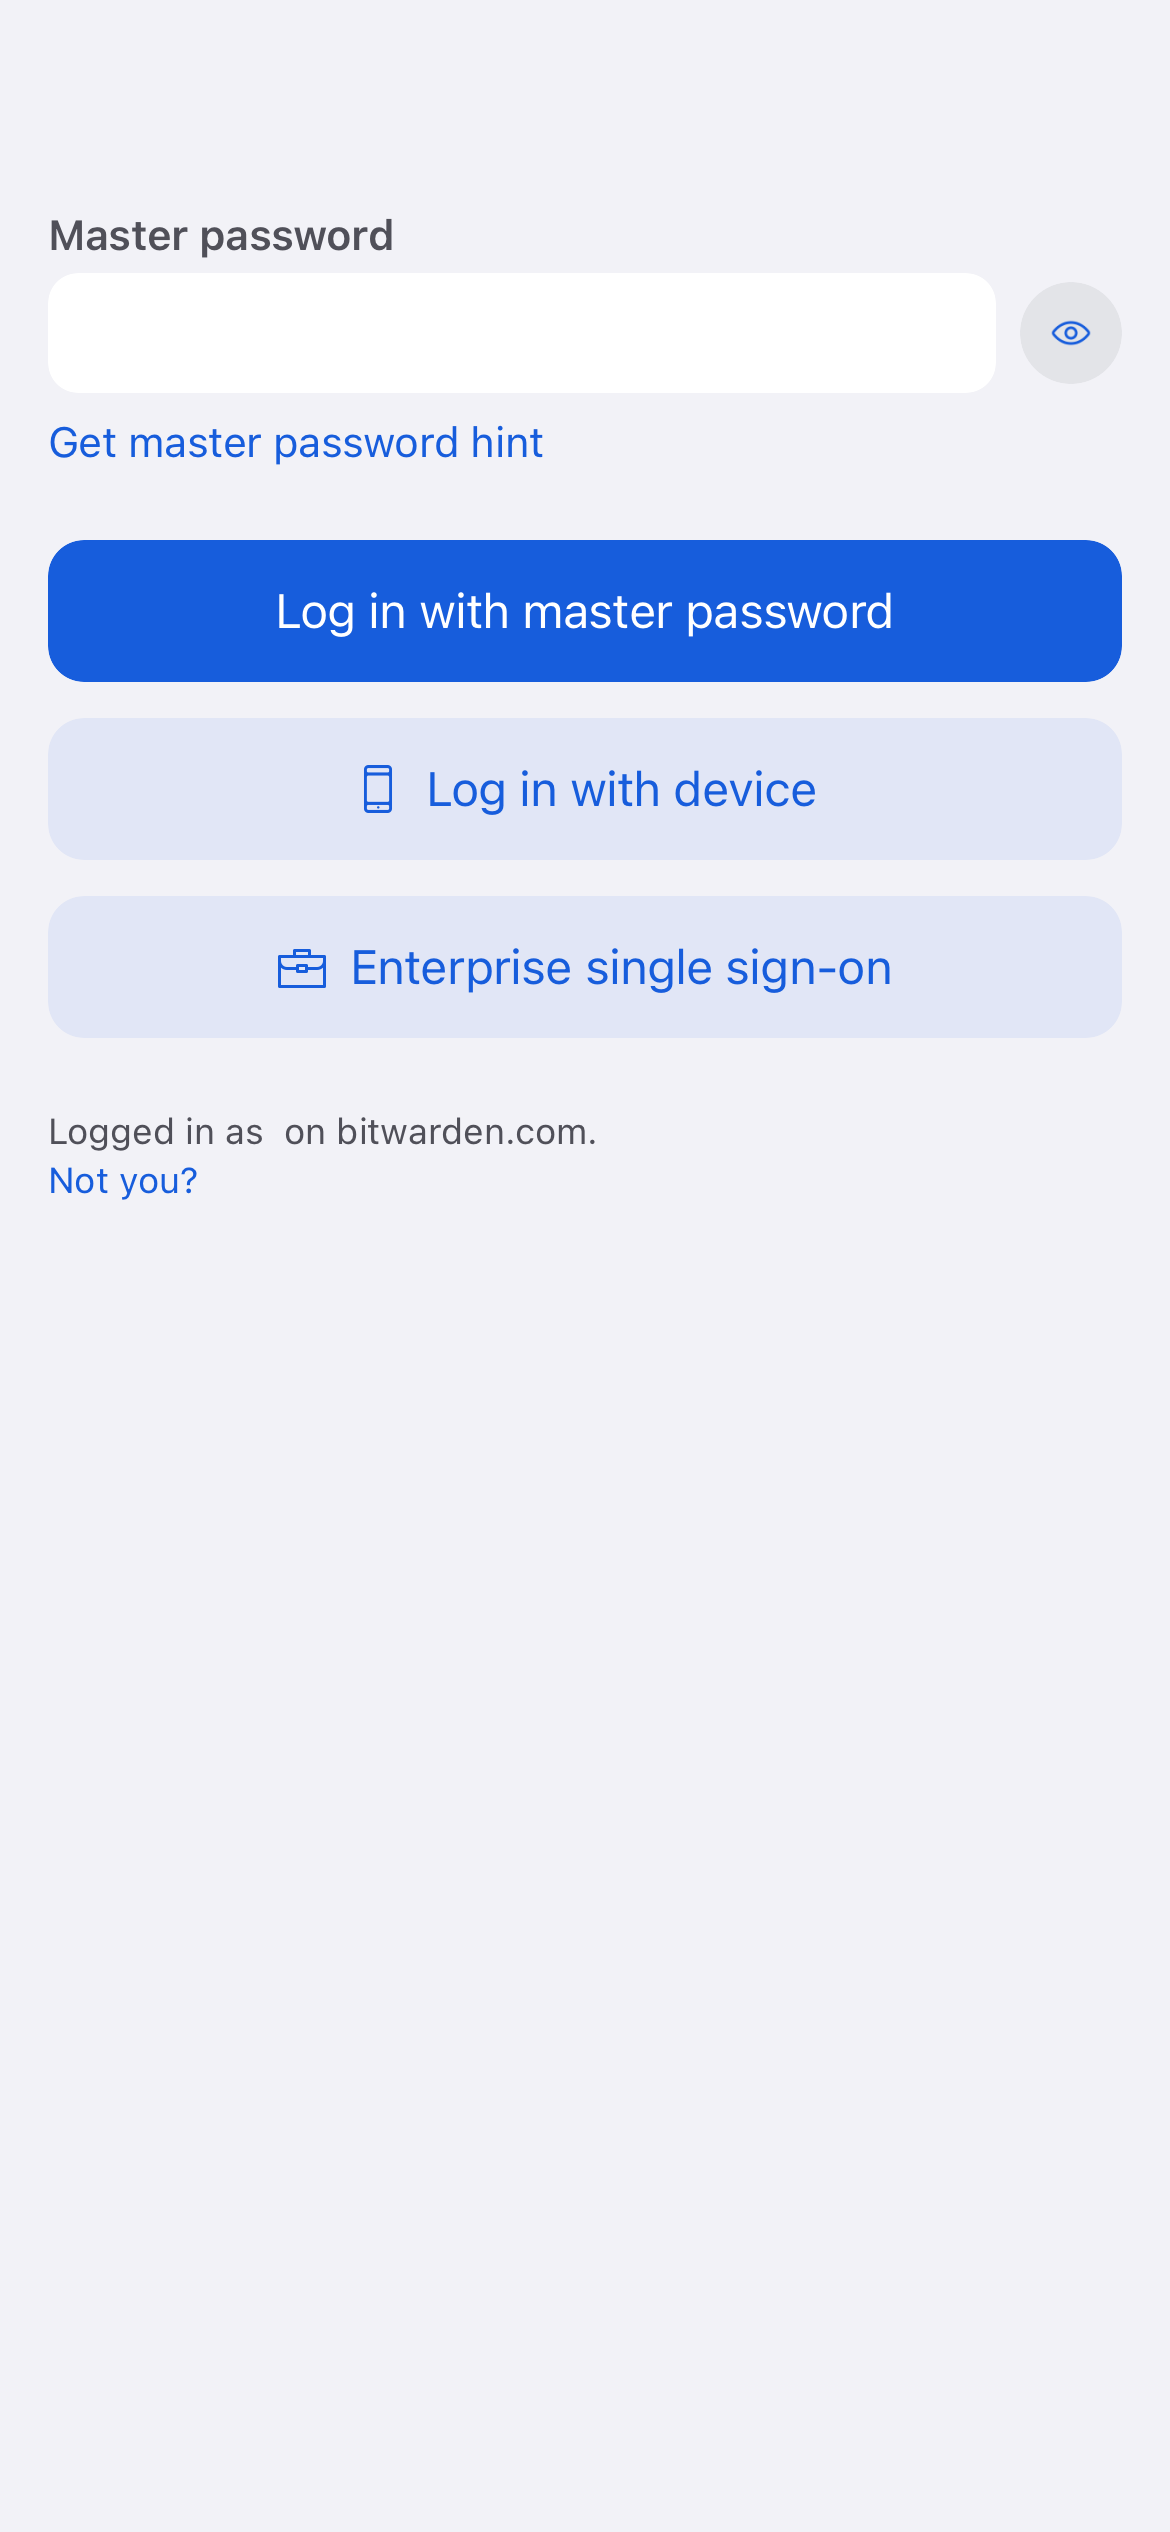 Master password
Get master password hint
Log in with master password
Log in with device
Enterprise single sign-on
Logged in as  on bitwarden.com.
Not you?